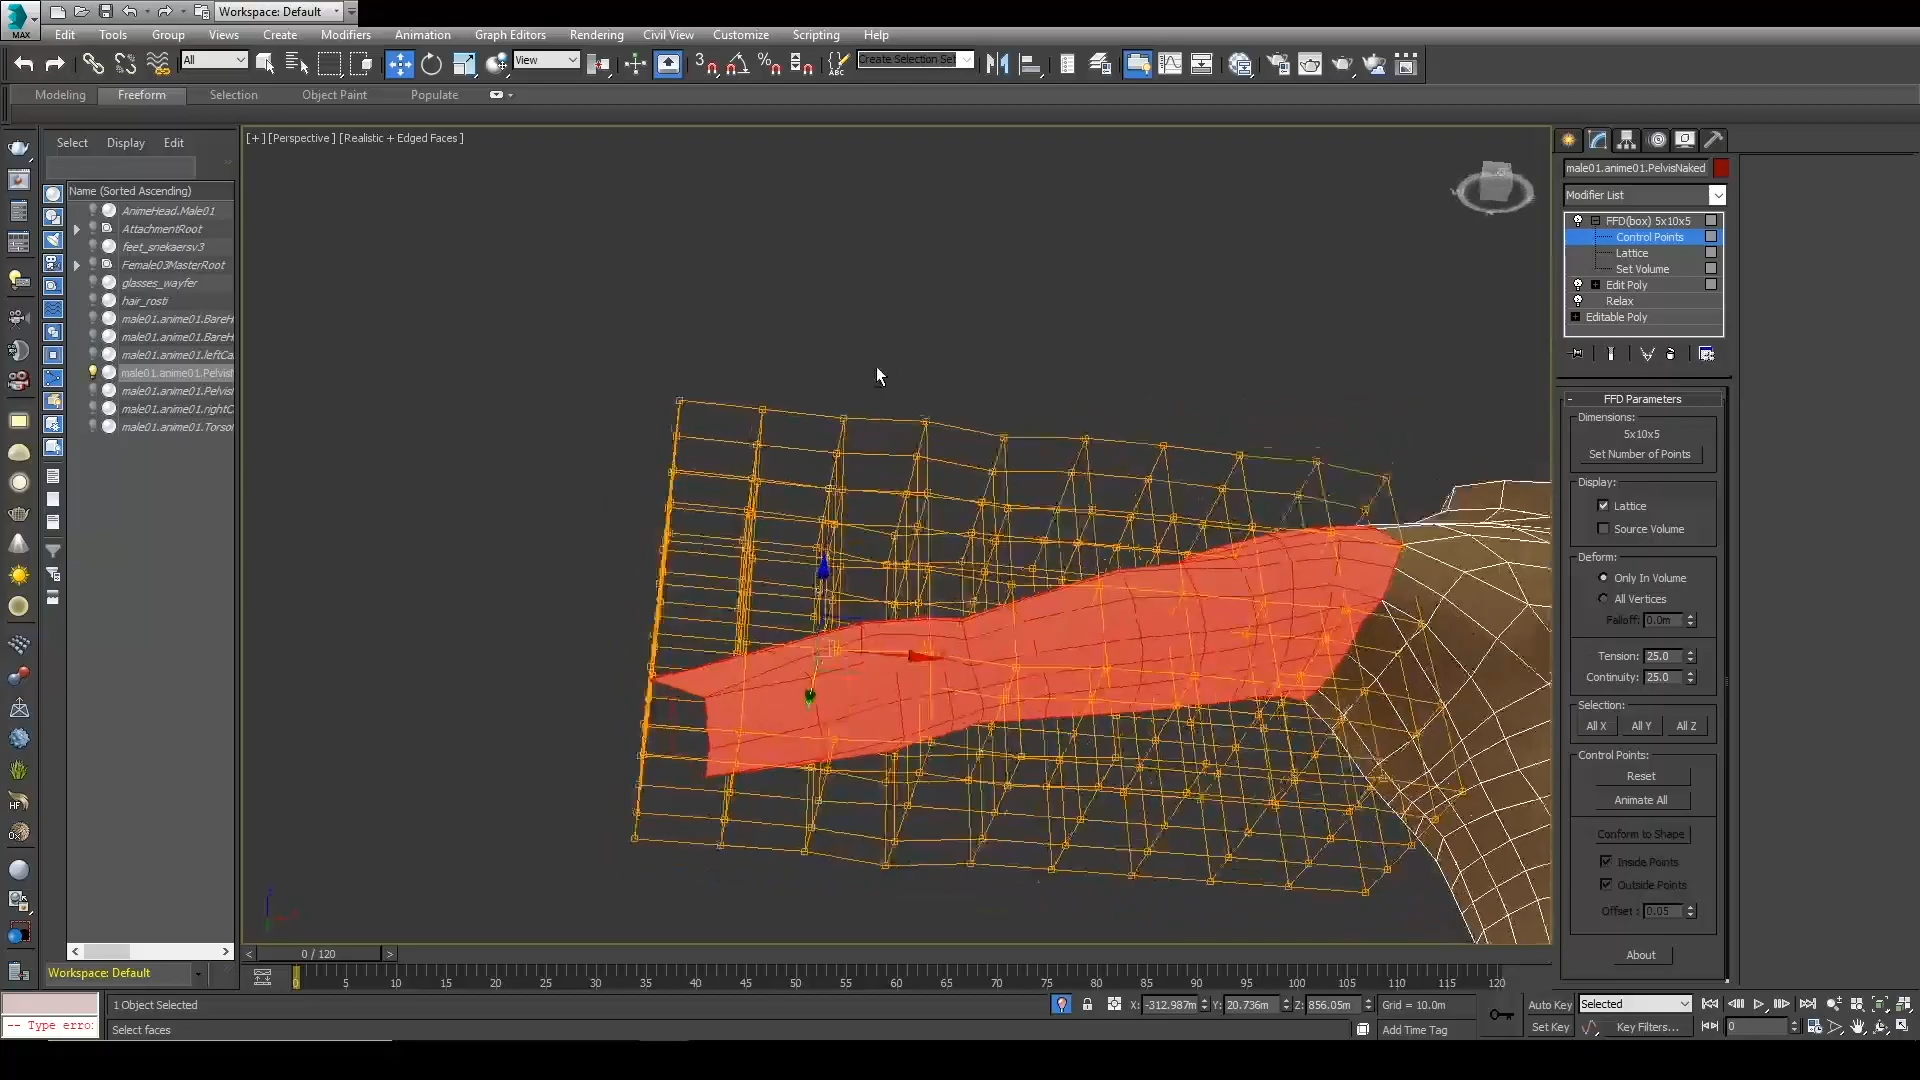 MAX
Workspace: Default
Edit Tools Group Views Create Modifiers Animation Graph Editors Rendering Civil View Customize Scripting Help
All View 3 Create Selection Set
Modeling Freeform Selection Object Paint Populate
Select Display Edit
[+] [Perspective ] [Realistic + Edged Faces ]
Name (Sorted Ascending)
AnimeHead.Male01
AttachmentRoot
feet_snekaersv3
Female03MasterRoot
glasses_wayfer
hair_rosti
male01.anime01.BareH
male01.anime01.BareH
male01.anime01.leftCa
male01.anime01.Pelvis
male01.anime01.Pelvis
male01.anime01.rightC
male01.anime01.Torso
male01.anime01.PelvisNaked
Modifier List
FFD(box) 5x10x5
Control Points
Lattice
Set Volume
Edit Poly
Relax
Editable Poly
- FFD Parameters
Dimensions:
5x10x5
Set Number of Points
Display:
Lattice
Source Volume
Deform:
Only In Volume
All Vertices
Falloff: 0.0m
Tension: 25.0
Continuity: 25.0
Selection:
All X All Y All Z
Control Points:
Reset
Animate All
Conform to Shape
Inside Points
Outside Points
Offset : 0.05
About
< 0 / 120 >
Workspace: Default
0 5 10 15 20 25 30 35 40 45 50 55 60 65 70 75 80 85 90 95 100 105 110 115 120
1 Object Selected X: -312.987m Y: 20.736m Z: 856.05m Grid = 10.0m Auto Key Selected
-- Type erro: Select faces Add Time Tag Set Key Key Filters... 0